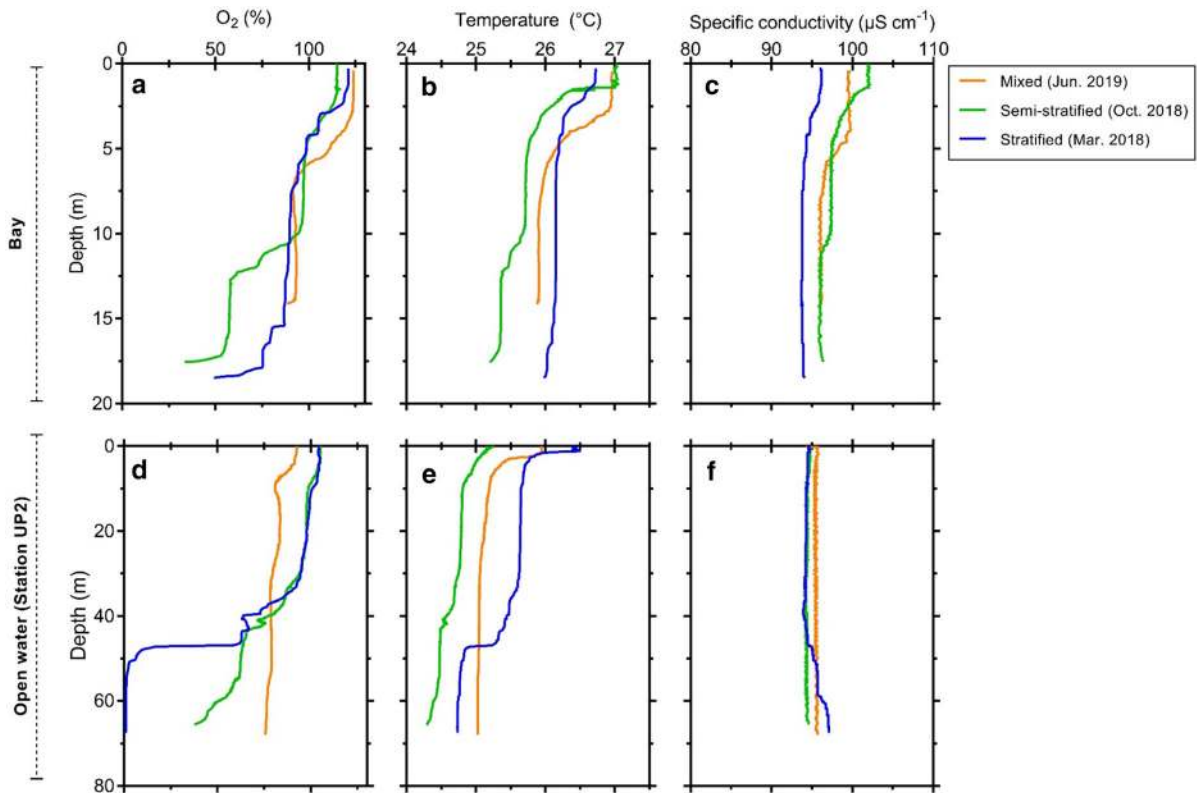 O2 (%)
Temperature (°C)
Specific conductivity (µS cm-1)
0 50 100
24 25 26 27
80 90 100 110
Bay
Depth (m)
0
5
10
15
20
a
b
c
Mixed (Jun. 2019)
Semi-stratified (Oct. 2018)
Stratified (Mar. 2018)
Open water (Station UP2)
Depth (m)
0
20
40
60
80
d
e
f